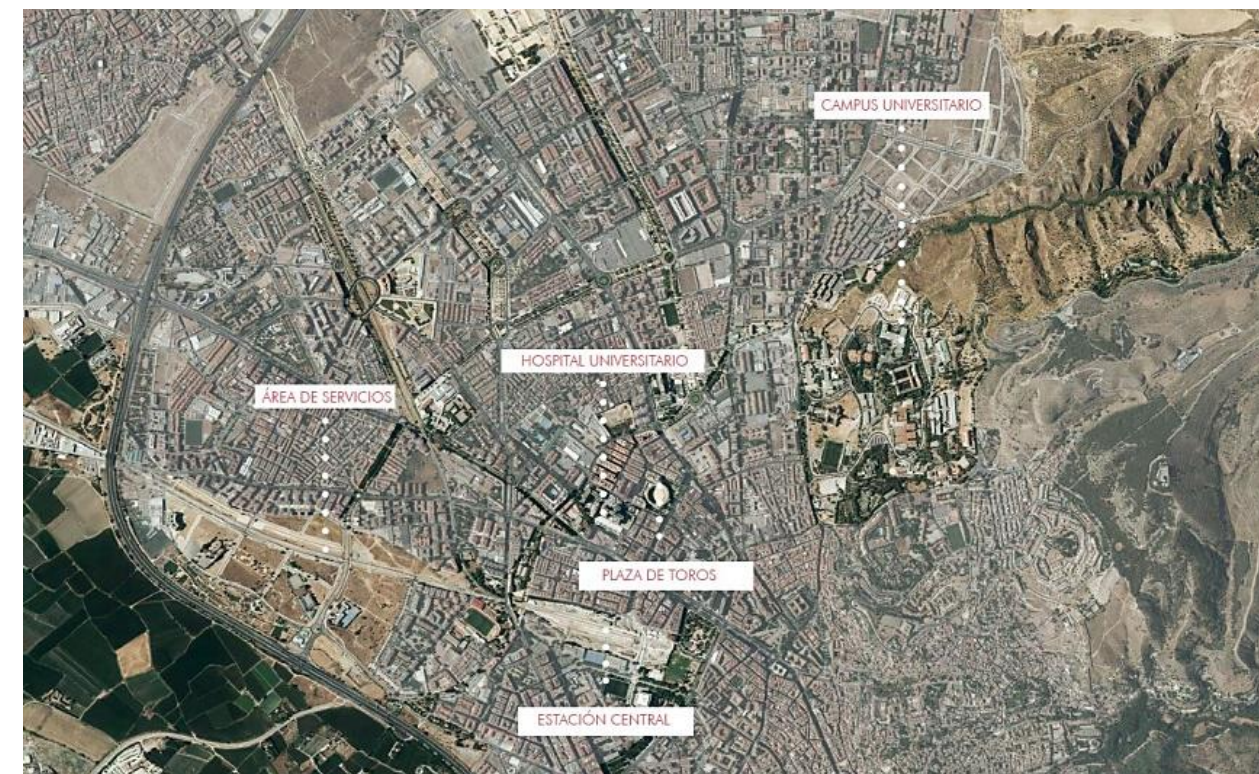 CAMPUS UNIVERSITARIO
HOSPITAL UNIVERSITARIO
ÁREA DE SERVICIOS
PLAZA DE TOROS
ESTACIÓN CENTRAL